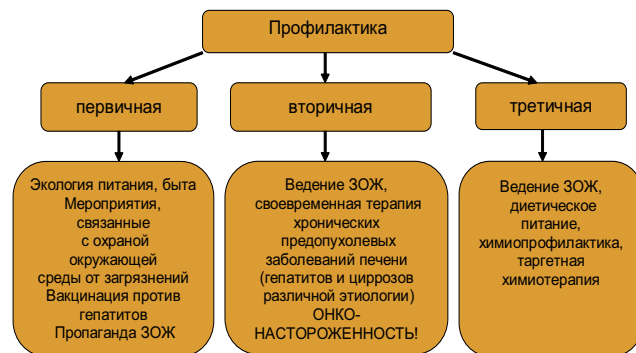 Профилактика
первичная
вторичная
третичная
Экология питания, быта
Мероприятия,
связанные
с охраной
окружающей
среды от загрязнений
Вакцинация против
гепатитов
Пропаганда ЗОЖ
Ведение ЗОЖ,
своевременная терапия
хронических
предопухолевых
заболеваний печени
(гепатитов и циррозов
различной этиологии)
ОНКО-
НАСТОРОЖЕННОСТЬ!
Ведение ЗОЖ,
диетическое
питание,
химиопрофилактика,
таргетная
химиотерапия